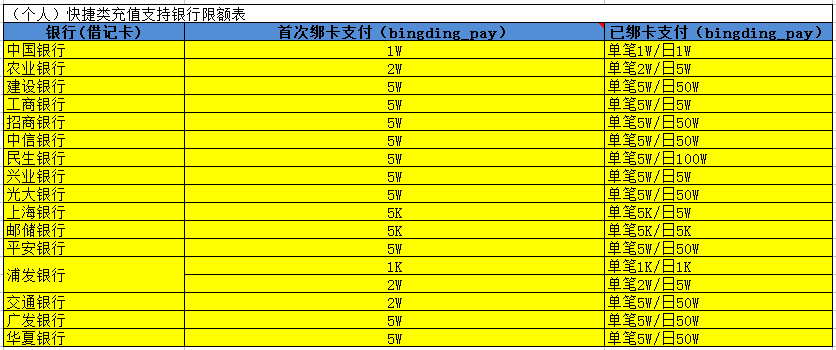 （个人）快捷类充值支持银行限额表
银行(借记卡) 首次绑卡支付（bingding_pay） 已绑卡支付（bingding_pay）
中国银行 1W 单笔1W/日1W
农业银行 2W 单笔2W/日5W
建设银行 5W 单笔5W/日50W
工商银行 5W 单笔5W/日5W
招商银行 5W 单笔5W/日50W
中信银行 5W 单笔5W/日50W
民生银行 5W 单笔5W/日100W
兴业银行 5W 单笔5W/日5W
光大银行 5W 单笔5W/日50W
上海银行 5K 单笔5K/日5W
邮储银行 5K 单笔5K/日5K
平安银行 5W 单笔5W/日50W
浦发银行 1K 单笔1K/日1K
2W 单笔2W/日5W
交通银行 2W 单笔5W/日50W
广发银行 5W 单笔5W/日50W
华夏银行 5W 单笔5W/日50W